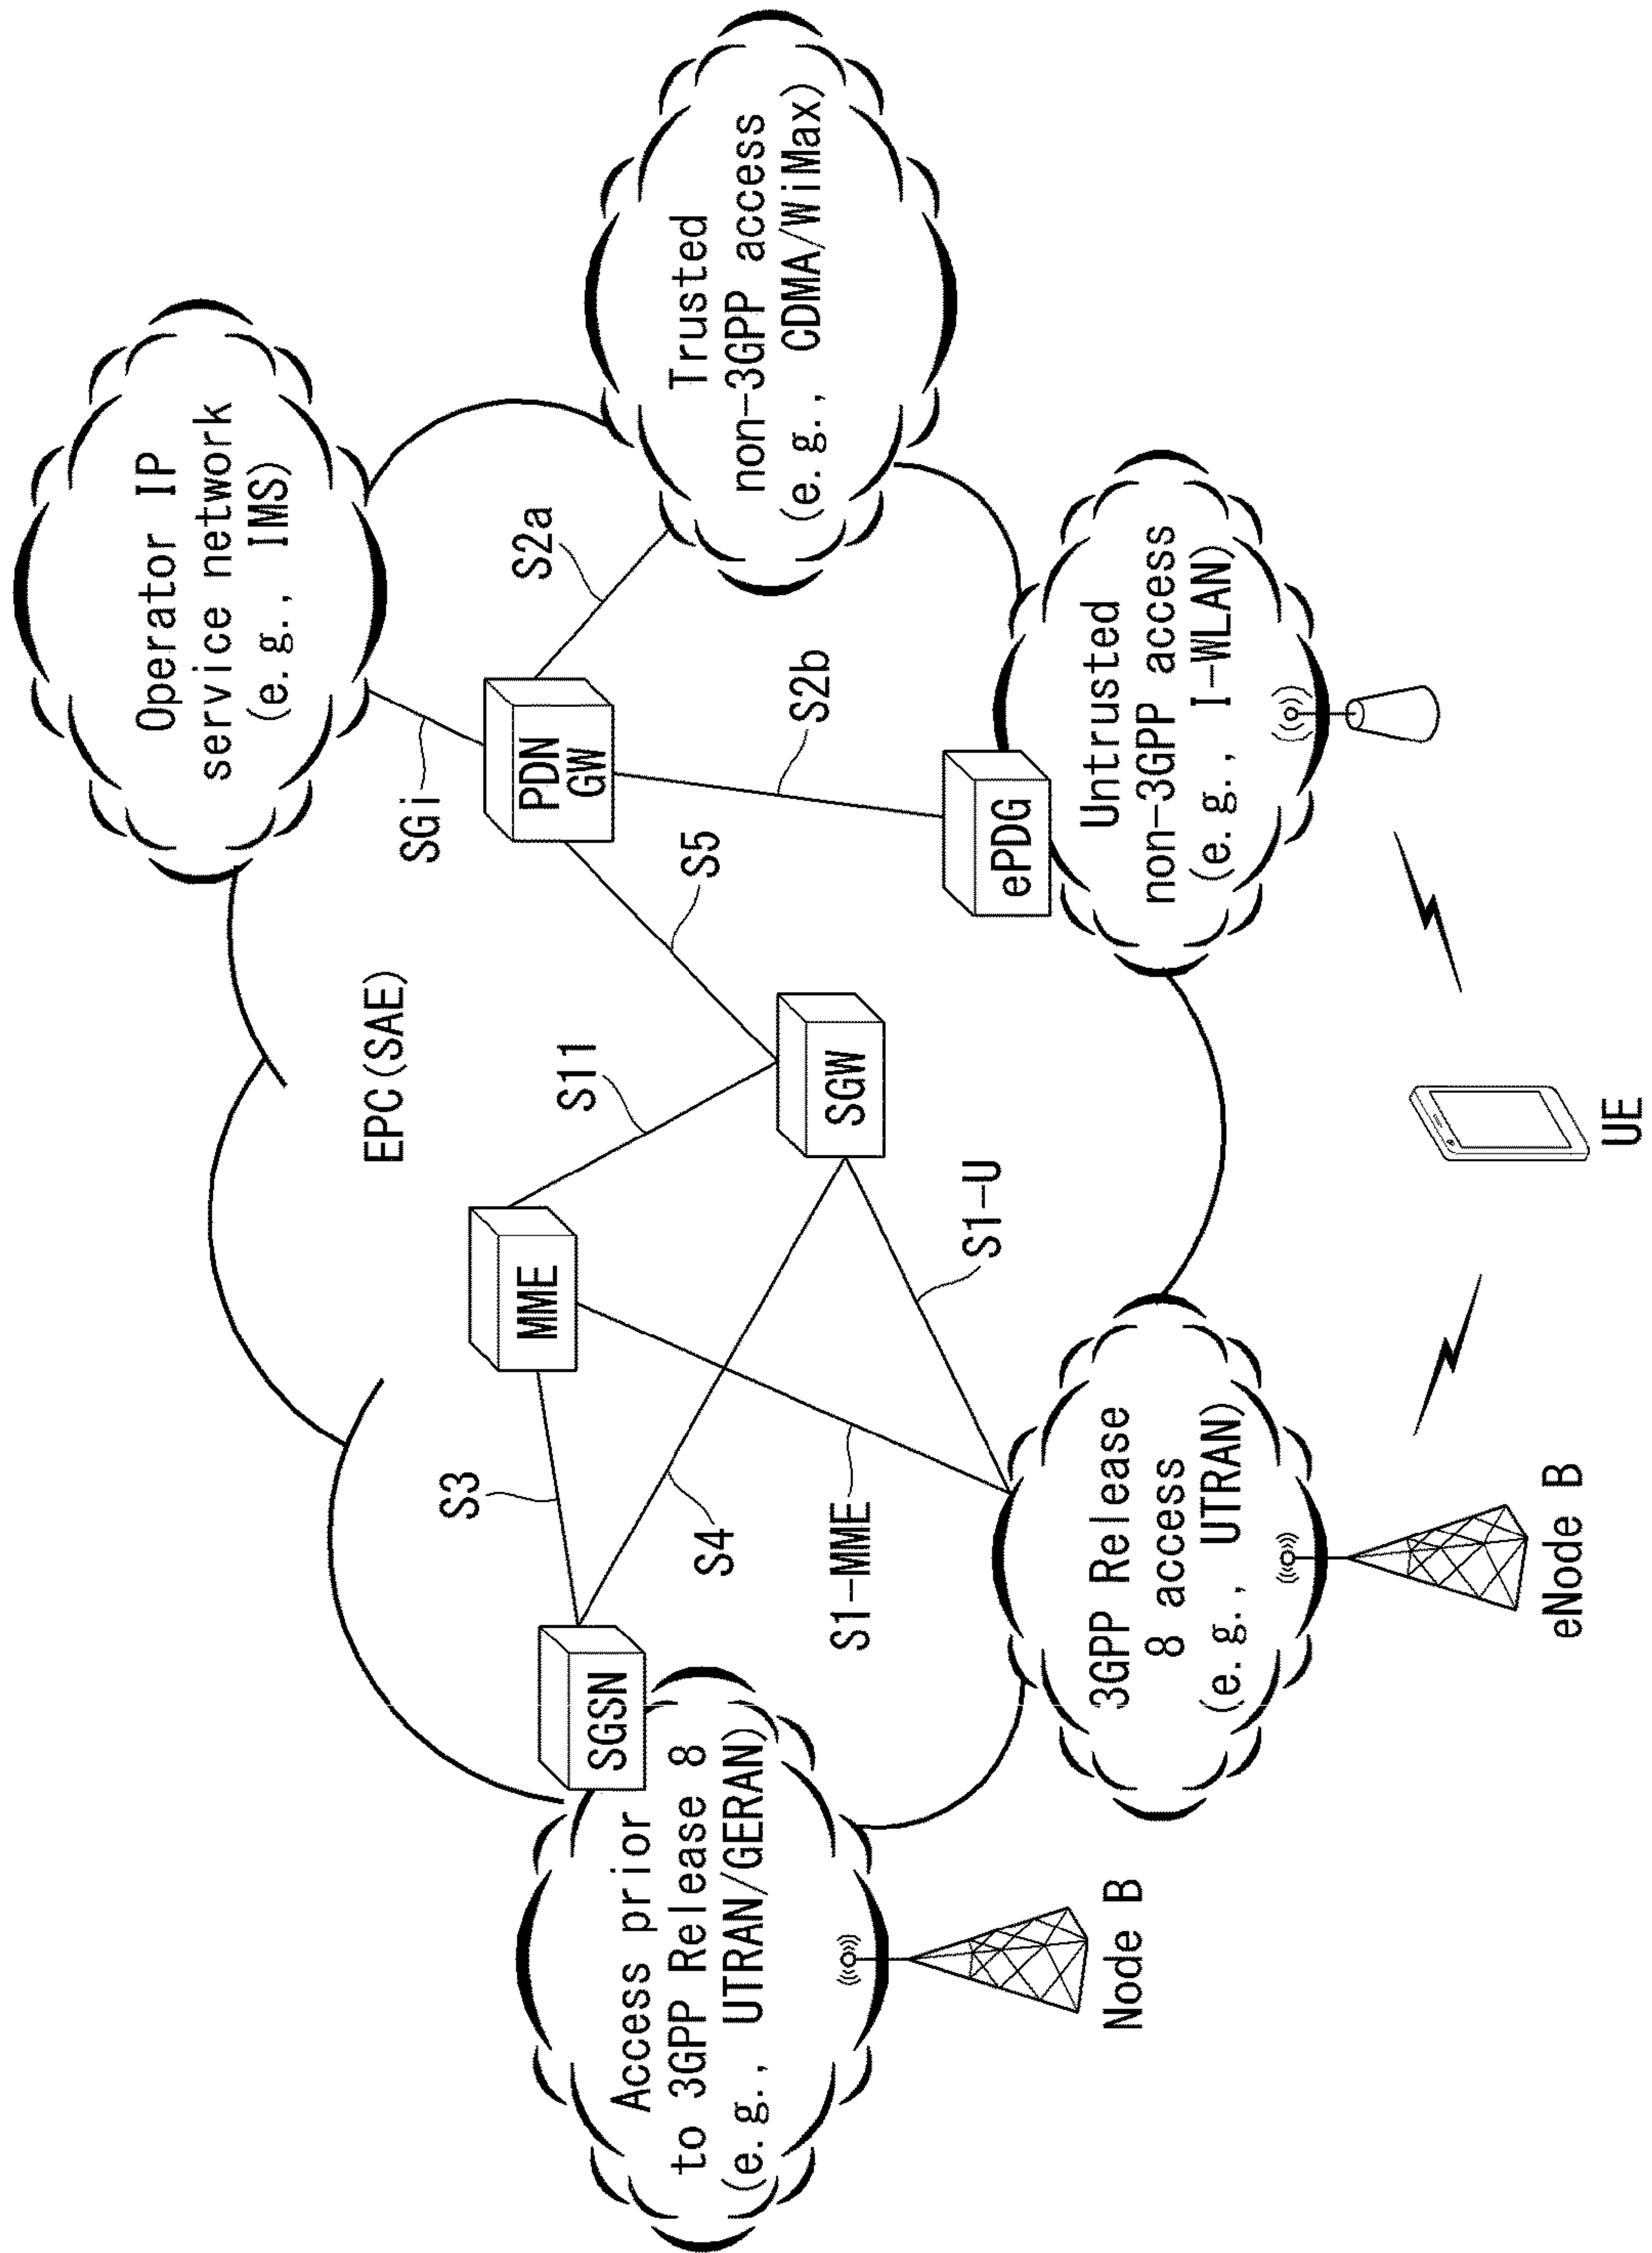 Operator IP
service network
(e.g., IMS)
EPC(SAE)
SGi
S2a
Trusted
non-3GPP access
(e.g., CDMA/WiMax)
PDN
GW
S5
S2b
S11
MME
S3
SGSN
S4
S1-MME
SGW
S1-U
ePDG
Access prior
to 3GPP Release 8
(e.g., UTRAN/GERAN)
3GPP Release
8 access
(e.g., UTRAN)
Untrusted
non-3GPP access
(e.g., I-WLAN)
Node B
eNode B
UE